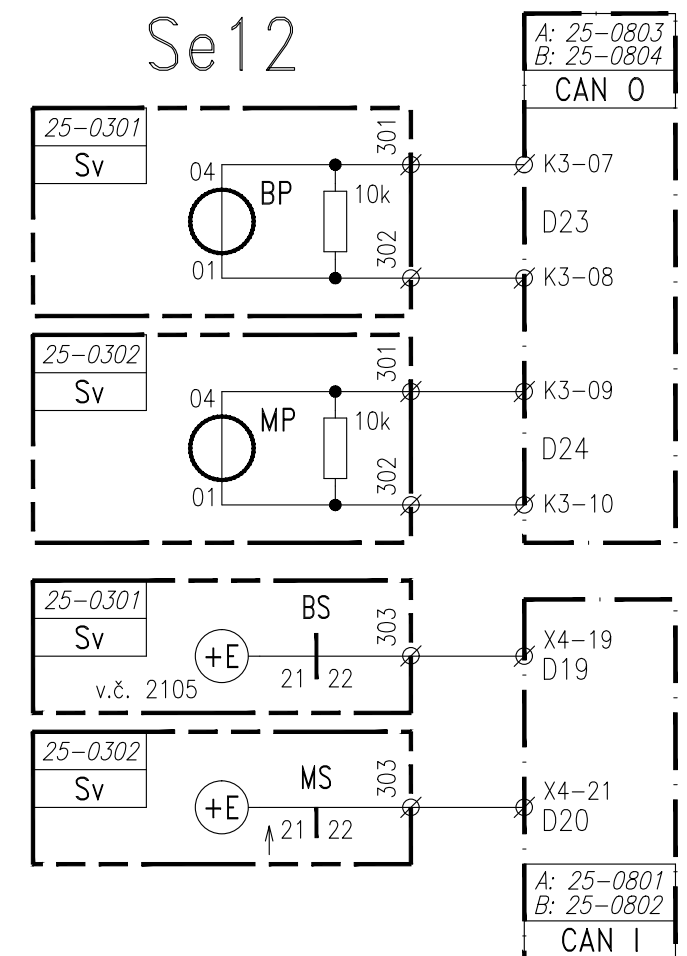 Se12
A: 25-0803
B: 25-0804
CAN O
25-0301
Sv
04
BP
10k
301
K3-07
D23
01
302
K3-08
25-0302
Sv
04
MP
10k
301
K3-09
D24
01
302
K3-10
25-0301
Sv
BS
303
+E
21 22
X4-19
D19
v.č. 2105
25-0302
Sv
MS
303
+E
21 22
X4-21
D20
A: 25-0801
B: 25-0802
CAN I